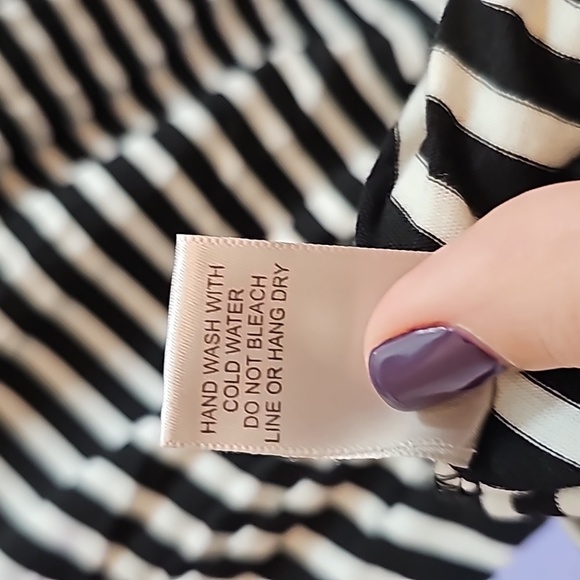 HAND WASH WITH
COLD WATER
DO NOT BLEACH
LINE OR HANG DRY